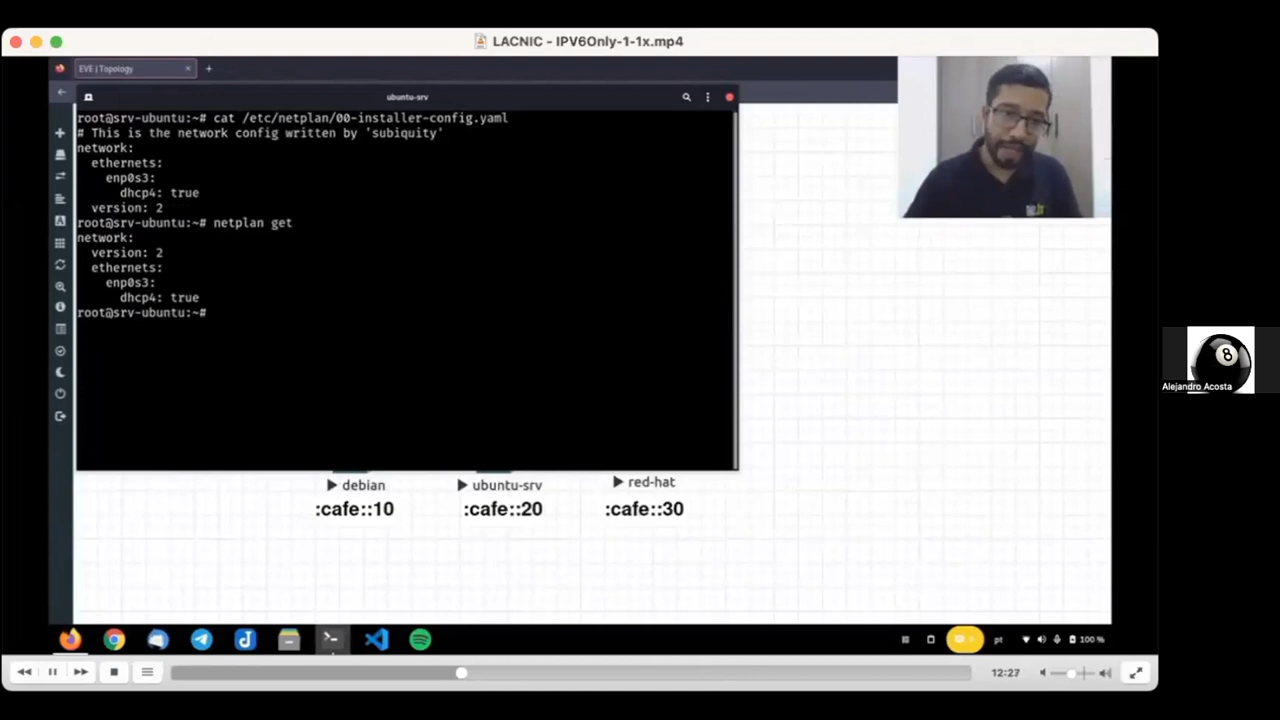 LACNIC - IPV6Only-1-1x.mp4
EVE | Topology
ubuntu-srv
root@srv-ubuntu:~# cat /etc/netplan/00-installer-config.yaml
# This is the network config written by 'subiquity'
network:
  ethernets:
    enp0s3:
      dhcp4: true
  version: 2
root@srv-ubuntu:~# netplan get
network:
  version: 2
  ethernets:
    enp0s3:
      dhcp4: true
root@srv-ubuntu:~#
debian ubuntu-srv red-hat
:cafe::10 :cafe::20 :cafe::30
8
Alejandro Acosta
pt 100 %
12:27